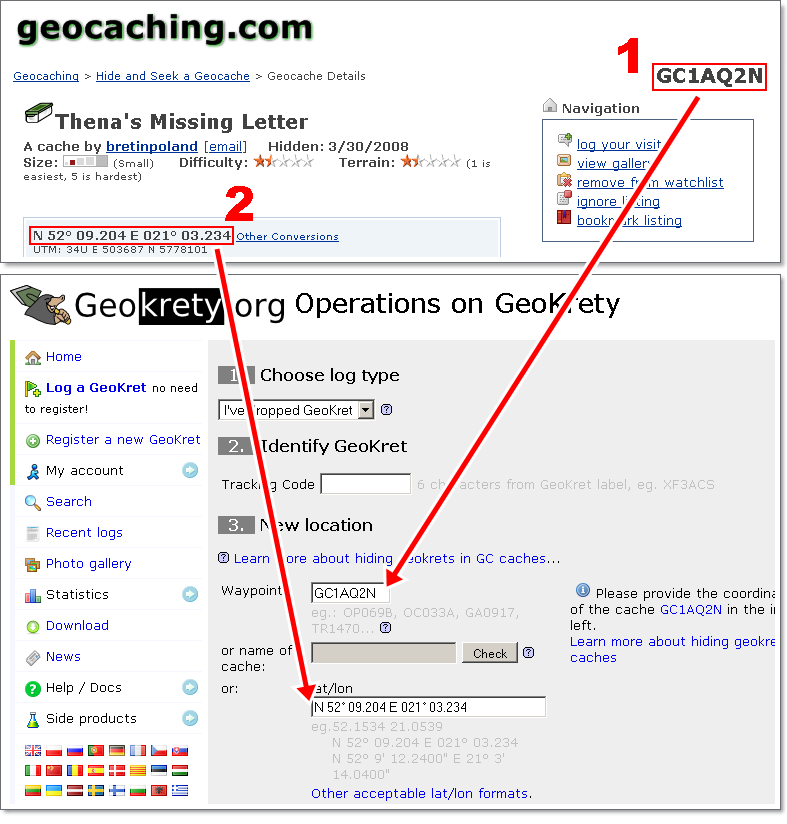 geocaching.com
1
GC1AQ2N
Geocaching > Hide and Seek a Geocache > Geocache Details
Thena's Missing Letter
A cache by bretinpoland [email] Hidden: 3/30/2008
Size: (Small) Difficulty: Terrain: (1 is
easiest, 5 is hardest)
Navigation
log your visit
view gallery
remove from watchlist
ignore listing
bookmark listing
2
N 52° 09.204 E 021° 03.234 Other Conversions
UTM: 34U E 503687 N 5778101
Geokrety.org Operations on GeoKrety
Home
Log a GeoKret no need
to register!
Register a new GeoKret
My account
Search
Recent logs
Photo gallery
Statistics
Download
News
Help / Docs
Side products
1. Choose log type
I've dropped GeoKret
2. Identify GeoKret
Tracking Code 6 characters from GeoKret label, eg. XF3ACS
3. New location
Learn more about hiding geokrets in GC caches...
Waypoint GC1AQ2N
eg.: OP069B, OC033A, GA0917,
TR1470...
or name of
cache: Check
or: lat/lon
N 52° 09.204 E 021° 03.234
eg.52.1534 21.0539
N 52° 09.204 E 021° 03.234
N 52° 9' 12.2400" E 21° 3'
14.0400"
Other acceptable lat/lon formats.
Please provide the coordina
of the cache GC1AQ2N in the i
left.
Learn more about hiding geokre
caches